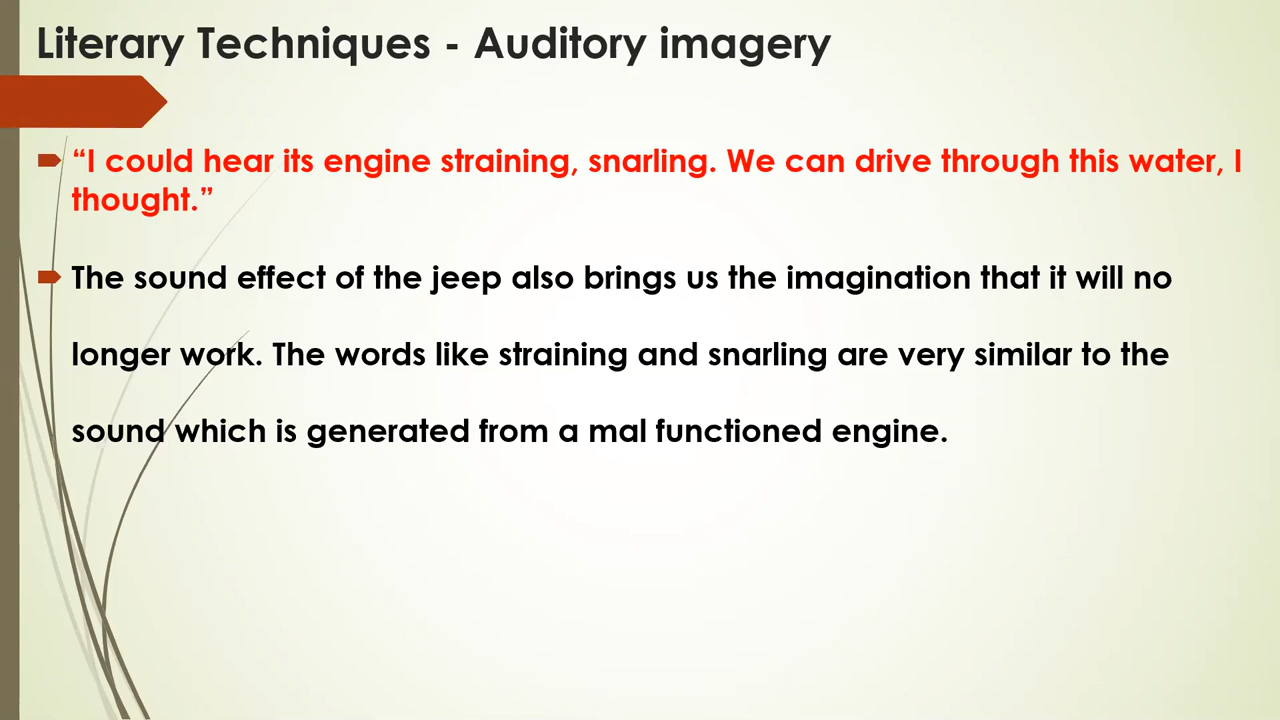 Literary Techniques - Auditory imagery
“I could hear its engine straining, snarling. We can drive through this water, I
thought.”
The sound effect of the jeep also brings us the imagination that it will no
longer work. The words like straining and snarling are very similar to the
sound which is generated from a mal functioned engine.